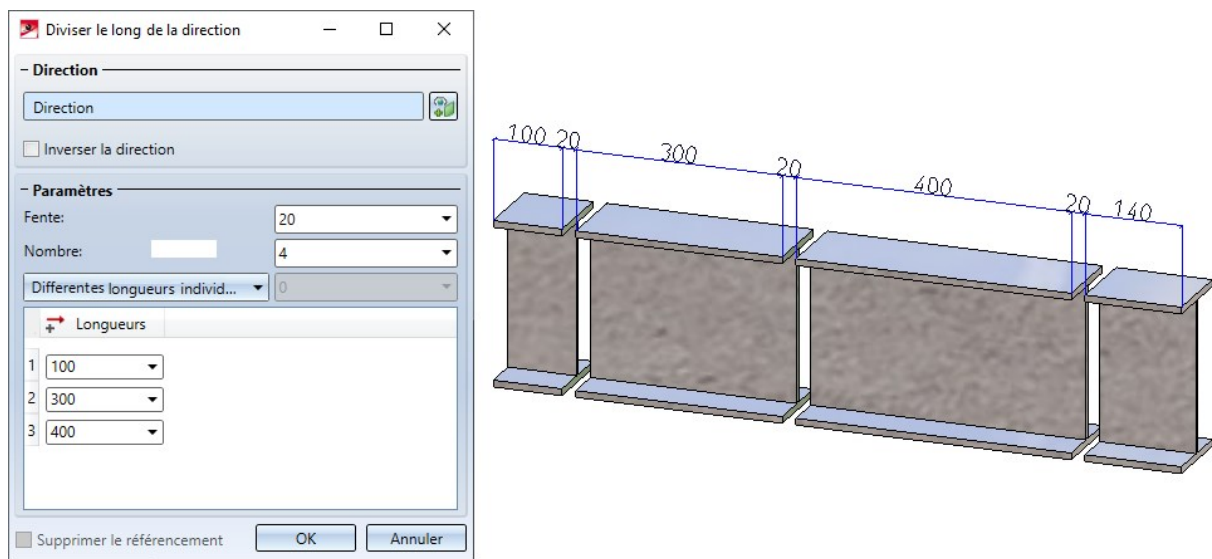 Diviser le long de la direction
Direction
Direction
Inverser la direction
Paramètres
Fente:
20
Nombre:
4
Differentes longueurs individ...
0
Longueurs
1
100
2
300
3
400
Supprimer le référencement
OK
Annuler
100
20
300
20
400
20
140